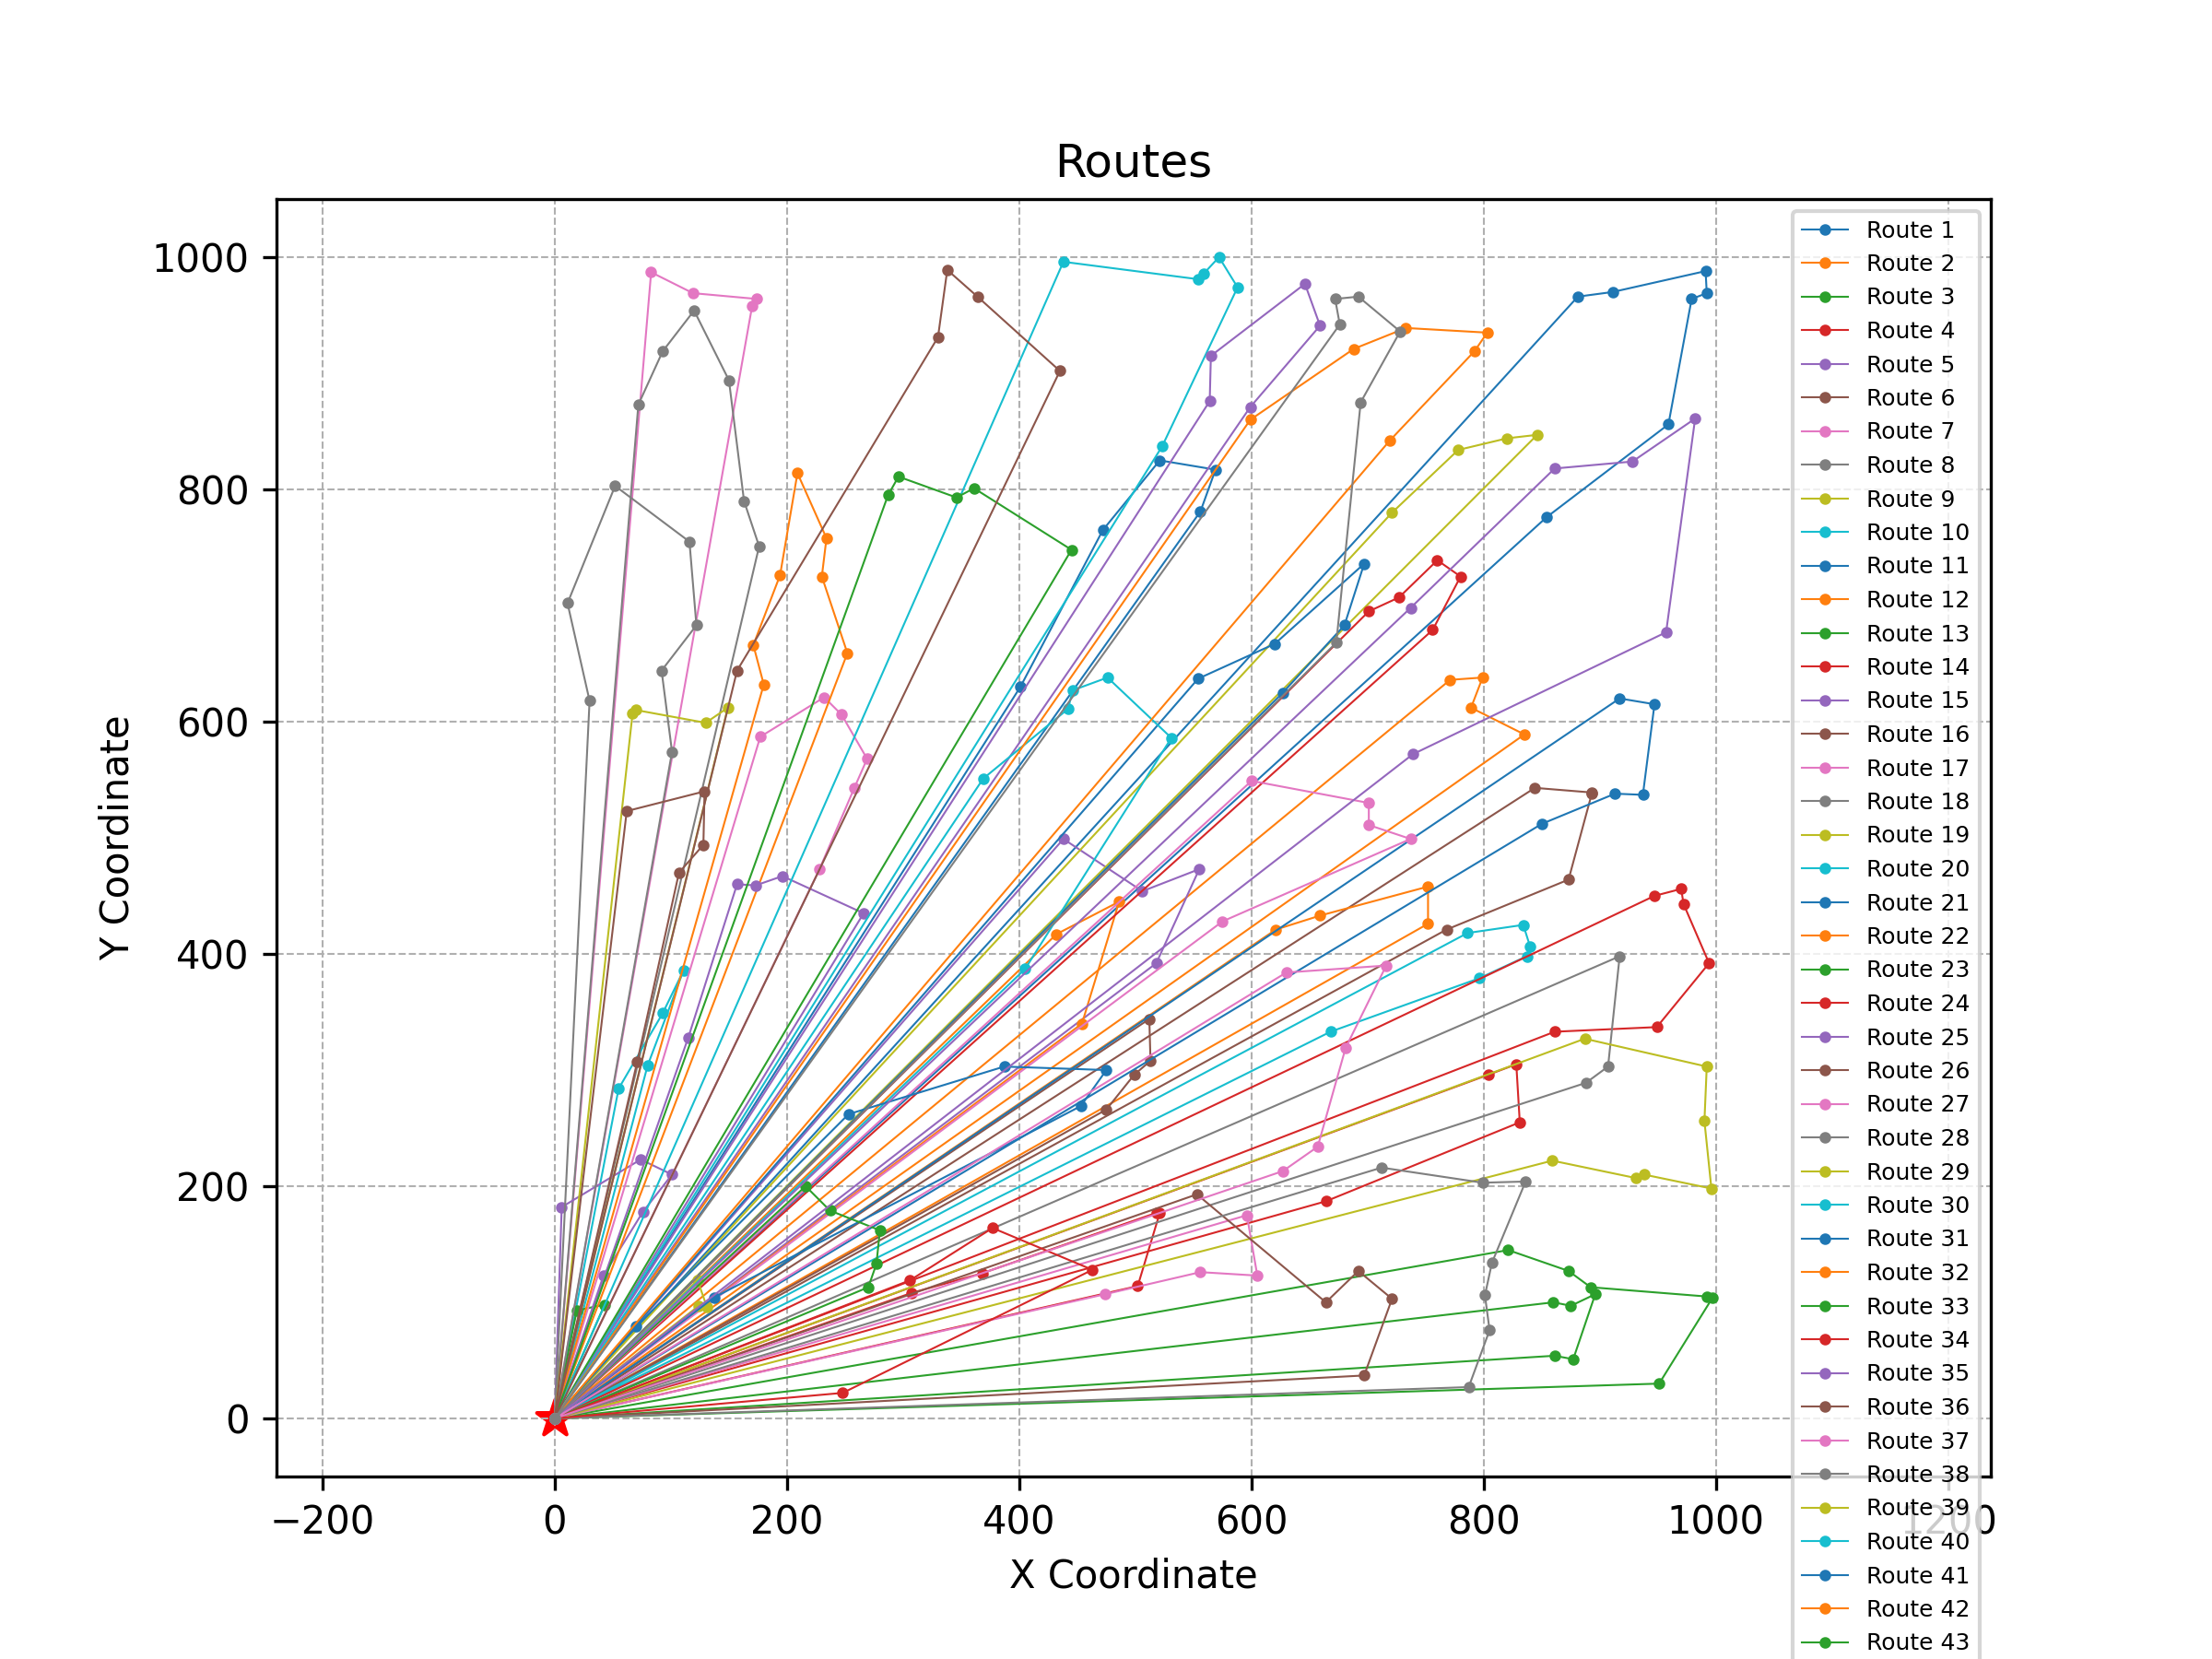 Routes
1000
800
600
400
200
0
Y Coordinate
−200
0
200
400
600
800
1000
1200
X Coordinate
Route 1
Route 2
Route 3
Route 4
Route 5
Route 6
Route 7
Route 8
Route 9
Route 10
Route 11
Route 12
Route 13
Route 14
Route 15
Route 16
Route 17
Route 18
Route 19
Route 20
Route 21
Route 22
Route 23
Route 24
Route 25
Route 26
Route 27
Route 28
Route 29
Route 30
Route 31
Route 32
Route 33
Route 34
Route 35
Route 36
Route 37
Route 38
Route 39
Route 40
Route 41
Route 42
Route 43